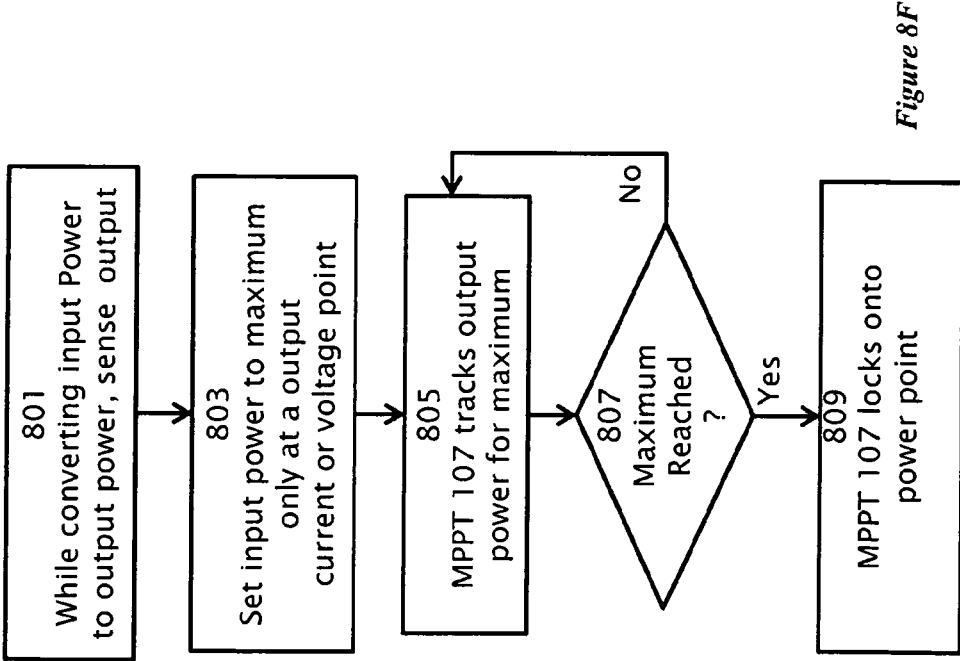 801
While converting input Power
to output power, sense output
803
Set input power to maximum
only at a output
current or voltage point
805
MPPT 107 tracks output
power for maximum
807
Maximum
Reached
?
No
Yes
809
MPPT 107 locks onto
power point
Figure 8F